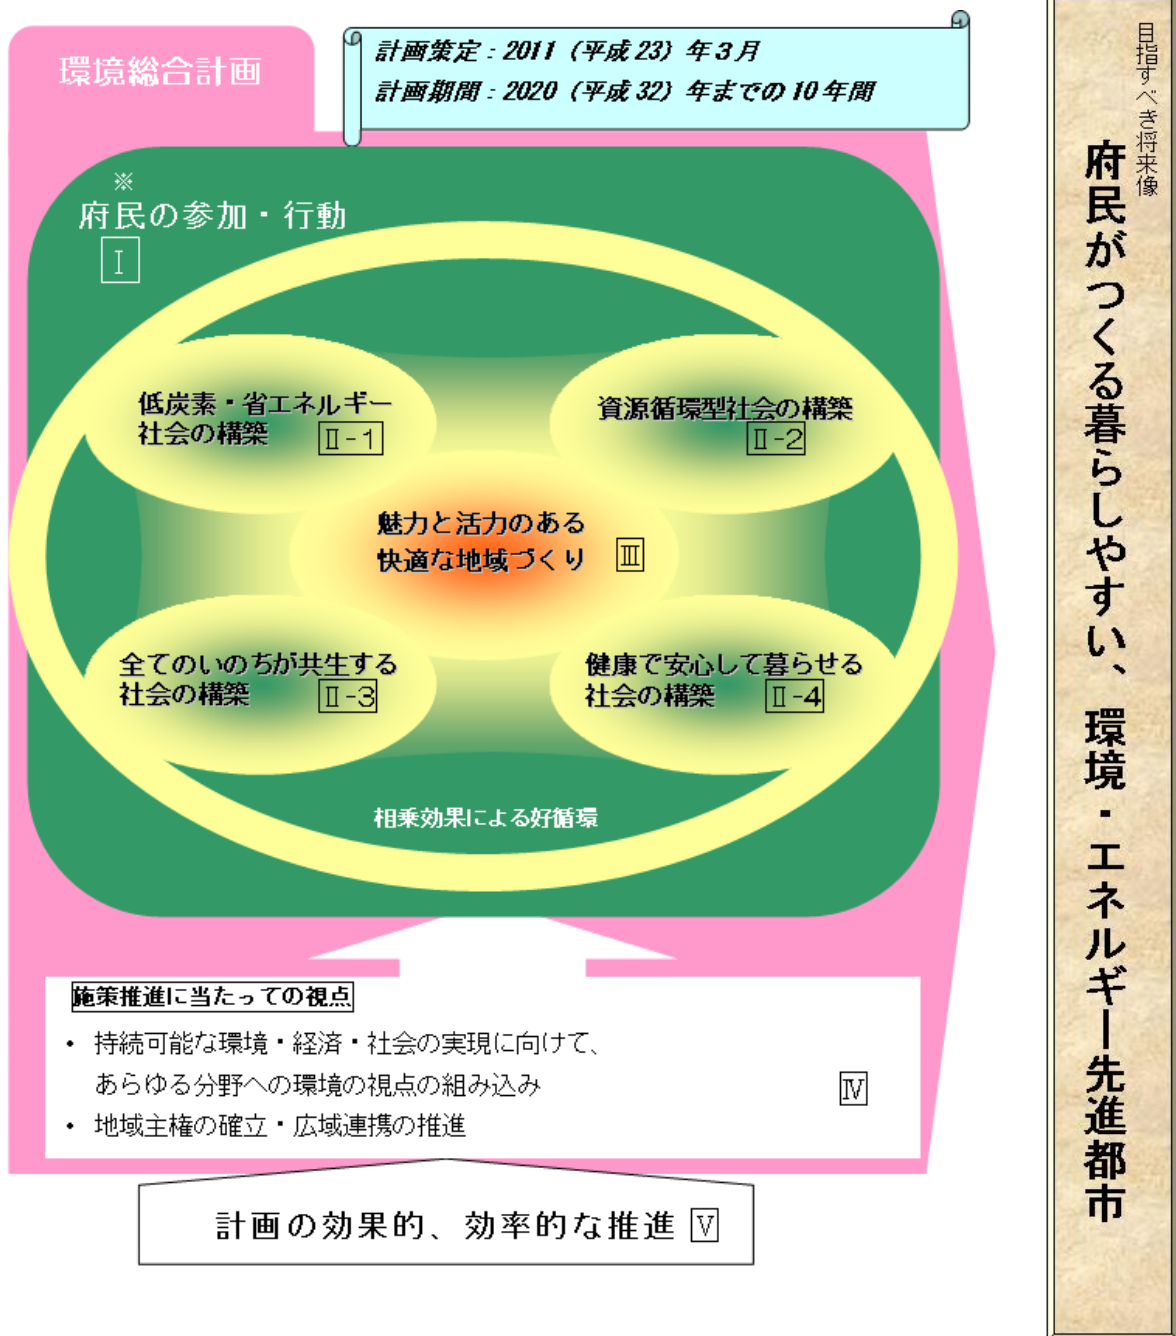 環境総合計画
計画策定：2011（平成23）年３月
計画期間：2020（平成32）年までの10年間
※
府民の参加・行動
Ⅰ
低炭素・省エネルギー
社会の構築 Ⅱ-1
資源循環型社会の構築
Ⅱ-2
魅力と活力のある
快適な地域づくり Ⅲ
全てのいのちが共生する
社会の構築 Ⅱ-3
健康で安心して暮らせる
社会の構築 Ⅱ-4
相乗効果による好循環
施策推進に当たっての視点
・ 持続可能な環境・経済・社会の実現に向けて、
あらゆる分野への環境の視点の組み込み Ⅳ
・ 地域主権の確立・広域連携の推進
計画の効果的、効率的な推進 Ⅴ
目指すべき将来像
府民がつくる暮らしやすい、環境・エネルギー先進都市